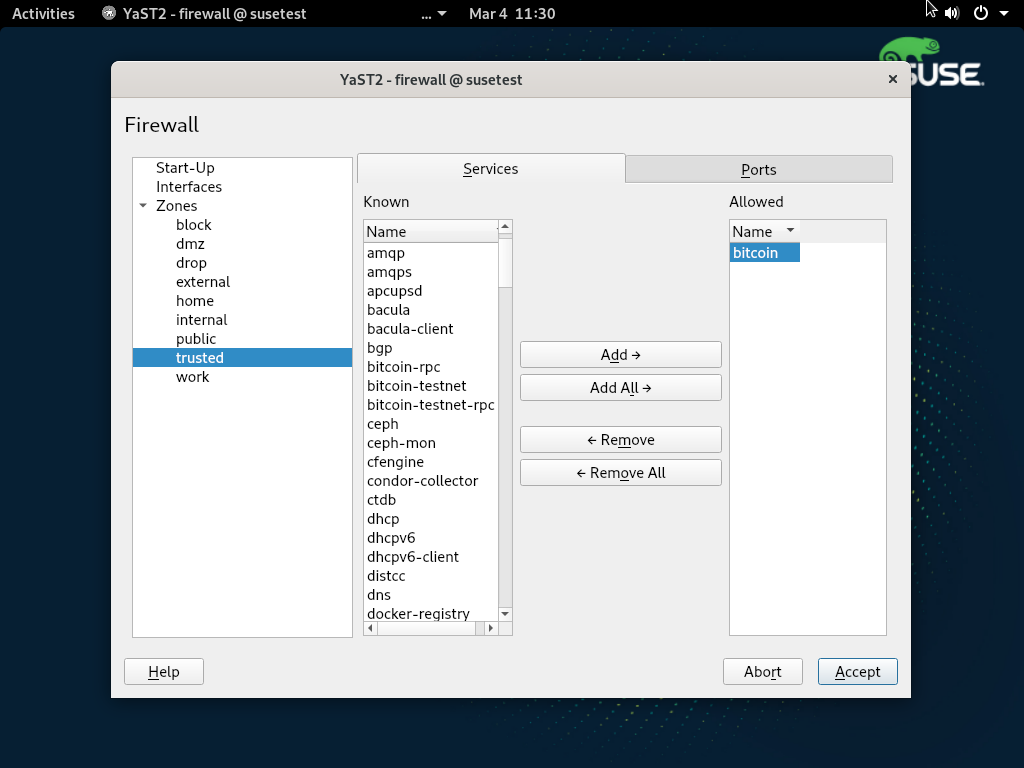 Activities
YaST2 - firewall @ susetest
...
Mar 4 11:30
SUSE
YaST2 - firewall @ susetest
Firewall
Start-Up
Interfaces
Zones
block
dmz
drop
external
home
internal
public
trusted
work
Services
Ports
Known
Name
amqp
amqps
apcupsd
bacula
bacula-client
bgp
bitcoin-rpc
bitcoin-testnet
bitcoin-testnet-rpc
ceph
ceph-mon
cfengine
condor-collector
ctdb
dhcp
dhcpv6
dhcpv6-client
distcc
dns
docker-registry
Add →
Add All →
← Remove
← Remove All
Allowed
Name
bitcoin
Help
Abort
Accept